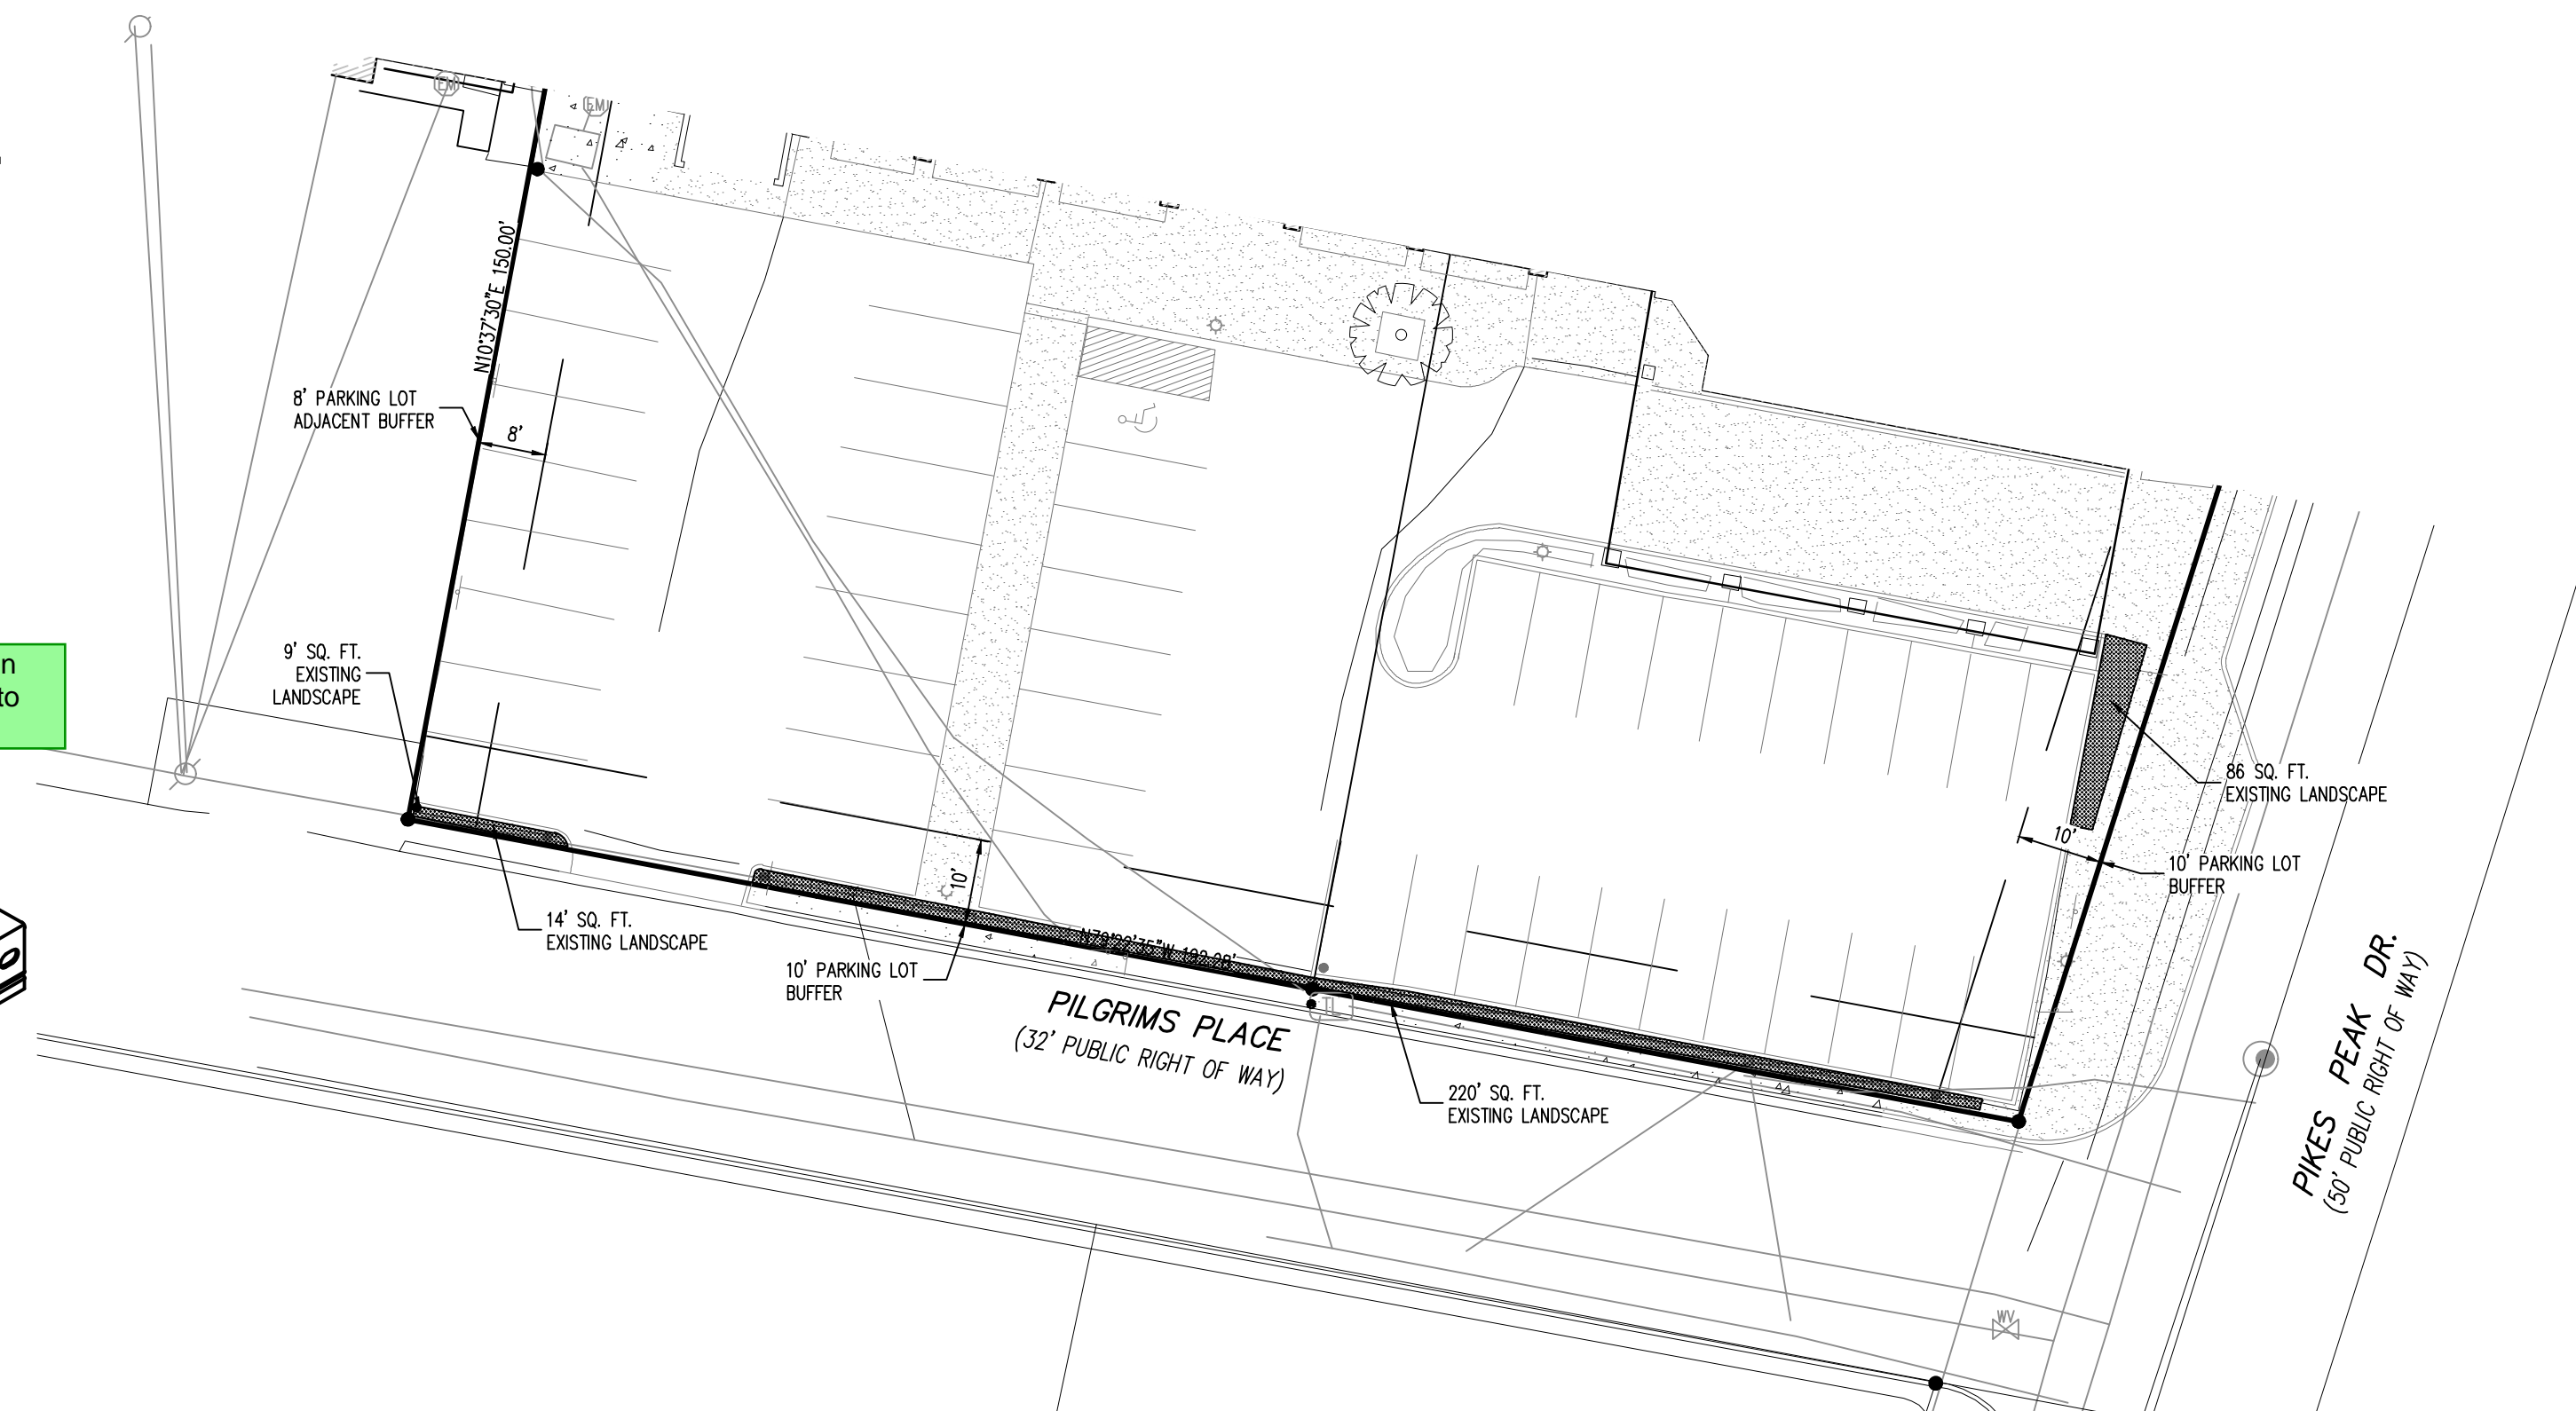 EM
EM
N10°37'30"E 150.00'
8' PARKING LOT
ADJACENT BUFFER
8'
9' SQ. FT.
EXISTING
LANDSCAPE
n
to
86 SQ. FT.
EXISTING LANDSCAPE
10'
10' PARKING LOT
BUFFER
10'
14' SQ. FT.
EXISTING LANDSCAPE
10' PARKING LOT
BUFFER
TL
PILGRIMS PLACE
(32' PUBLIC RIGHT OF WAY)
220' SQ. FT.
EXISTING LANDSCAPE
PIKES PEAK DR.
(50' PUBLIC RIGHT OF WAY)
WV